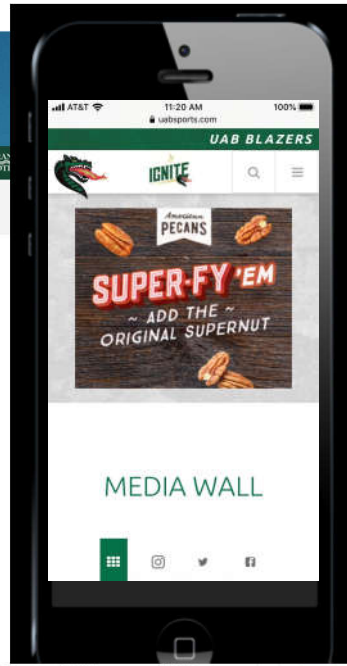 AT&T 11:20 AM 100%
uabsports.com
UAB BLAZERS
IGNITE
American
PECANS
SUPER-FY 'EM
~ ADD THE ~
ORIGINAL SUPERNUT
MEDIA WALL